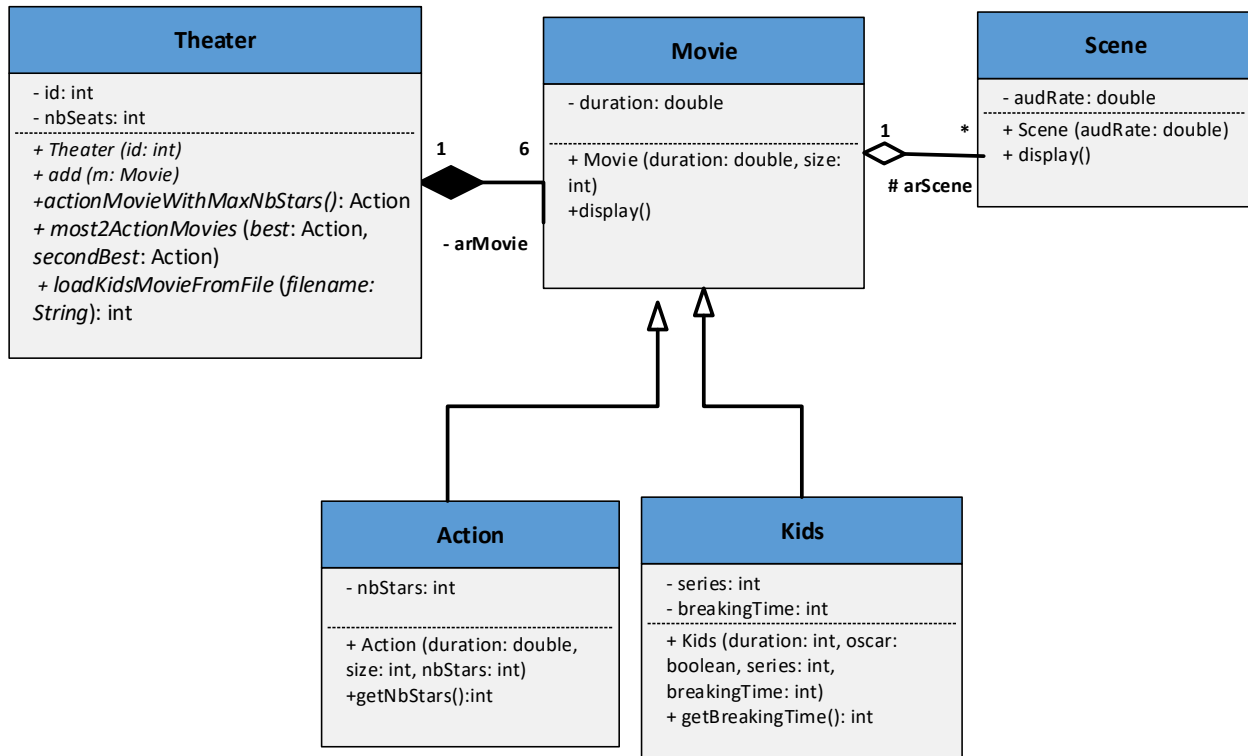 Theater
- id: int
- nbSeats: int
+ Theater (id: int)
+ add (m: Movie)
+actionMovieWithMaxNbStars(): Action
+ most2ActionMovies (best: Action,
secondBest: Action)
+ loadKidsMovieFromFile (filename:
String): int
1
6
- arMovie
Movie
- duration: double
+ Movie (duration: double, size:
int)
+display()
1
*
# arScene
Scene
- audRate: double
+ Scene (audRate: double)
+ display()
Action
- nbStars: int
+ Action (duration: double,
size: int, nbStars: int)
+getNbStars():int
Kids
- series: int
- breakingTime: int
+ Kids (duration: int, oscar:
boolean, series: int,
breakingTime: int)
+ getBreakingTime(): int